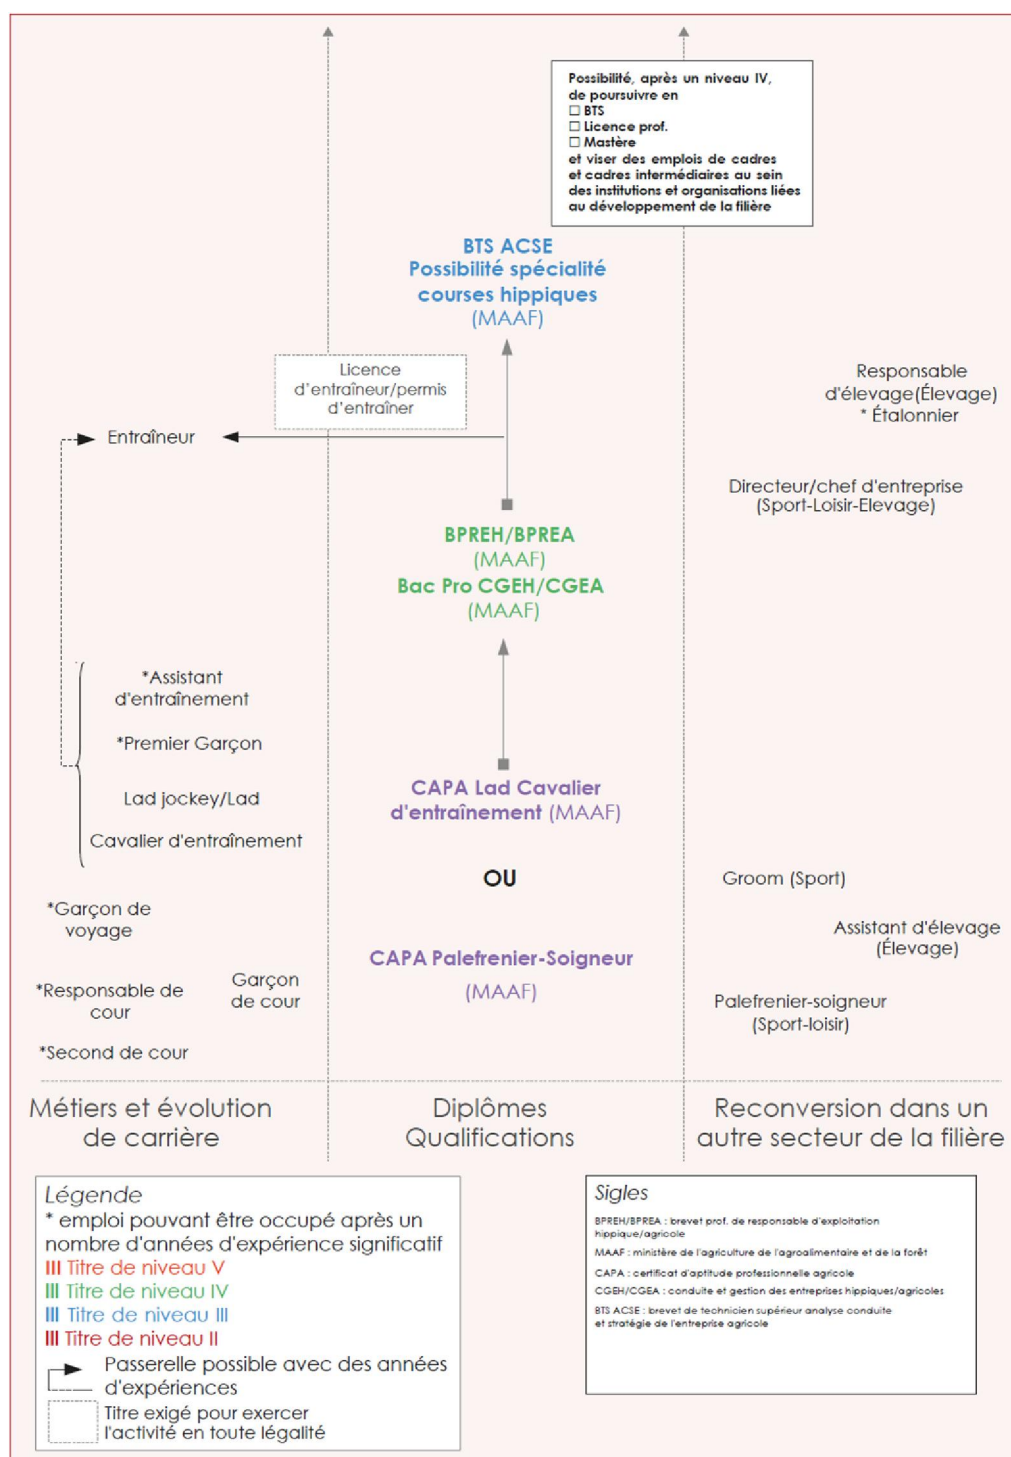 Possibilité, après un niveau IV,
de poursuivre en
☐ BTS
☐ Licence prof.
☐ Mastère
et viser des emplois de cadres
et cadres intermédiaires au sein
des institutions et organisations liées
au développement de la filière
BTS ACSE
Possibilité spécialité
courses hippiques
(MAAF)
Licence
d'entraîneur/permis
d'entraîner
Entraîneur
Responsable
d'élevage(Élevage)
* Étalonnier
Directeur/chef d'entreprise
(Sport-Loisir-Elevage)
BPREH/BPREA
(MAAF)
Bac Pro CGEH/CGEA
(MAAF)
*Assistant
d'entraînement
*Premier Garçon
Lad jockey/Lad
Cavalier d'entraînement
CAPA Lad Cavalier
d'entraînement (MAAF)
OU
Groom (Sport)
*Garçon de
voyage
Assistant d'élevage
(Élevage)
CAPA Palefrenier-Soigneur
(MAAF)
*Responsable de
cour
Garçon
de cour
Palefrenier-soigneur
(Sport-loisir)
*Second de cour
Métiers et évolution
de carrière
Diplômes
Qualifications
Reconversion dans un
autre secteur de la filière
Légende
* emploi pouvant être occupé après un
nombre d'années d'expérience significatif
III Titre de niveau V
III Titre de niveau IV
III Titre de niveau III
III Titre de niveau II
Passerelle possible avec des années
d'expériences
Titre exigé pour exercer
l'activité en toute légalité
Sigles
BPREH/BPREA : brevet prof. de responsable d'exploitation
hippique/agricole
MAAF : ministère de l'agriculture de l'agroalimentaire et de la forêt
CAPA : certificat d'aptitude professionnelle agricole
CGEH/CGEA : conduite et gestion des entreprises hippiques/agricoles
BTS ACSE : brevet de technicien supérieur analyse conduite
et stratégie de l'entreprise agricole